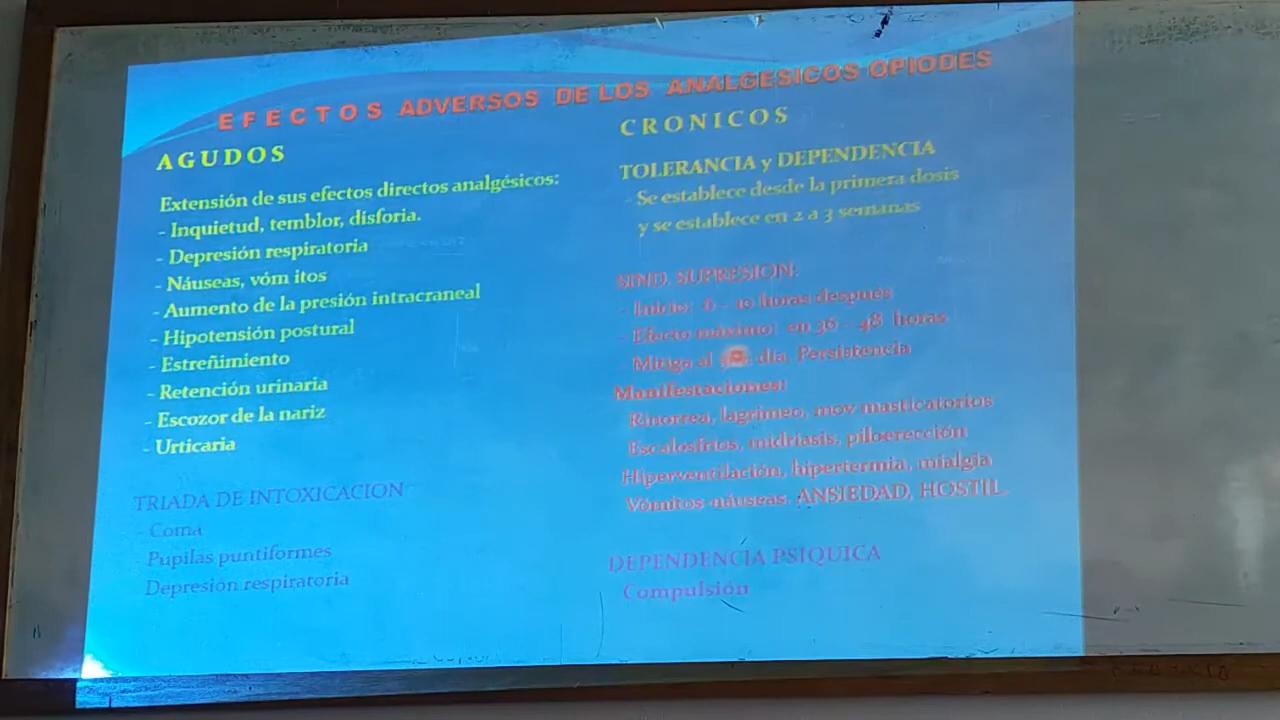 EFECTOS ADVERSOS DE LOS ANALGESICOS OPIODES
AGUDOS
Extensión de sus efectos directos analgésicos:
- Inquietud, temblor, disforia.
- Depresión respiratoria
- Náuseas, vóm itos
- Aumento de la presión intracraneal
- Hipotensión postural
- Estreñimiento
- Retención urinaria
- Escozor de la nariz
- Urticaria
TRIADA DE INTOXICACION
- Coma
Pupilas puntiformes
Depresión respiratoria
CRONICOS
TOLERANCIA y DEPENDENCIA
- Se establece desde la primera dosis
y se establece en 2 a 3 semanas
SIND. SUPRESION:
- Inicio: 6 - 10 horas después
- Efecto máximo: en 36 - 48 horas
- Mitiga al día. Persistencia
Manifestaciones:
Rinorrea, lagrimeo, mov masticatorios
Escalosfríos, midriasis, piloerección
Hiperventilación, hipertermia, mialgia
Vómitos náuseas. ANSIEDAD, HOSTIL.
DEPENDENCIA PSIQUICA
Compulsión